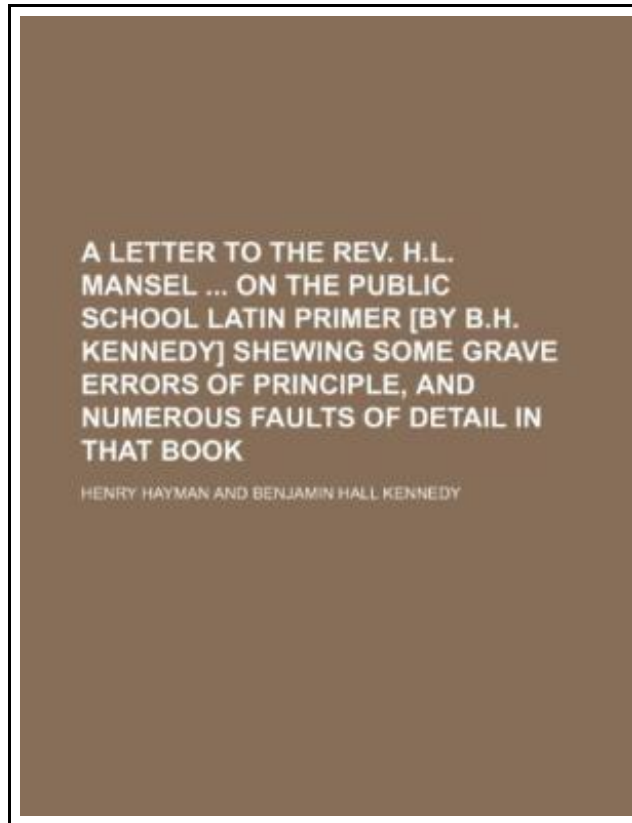 A LETTER TO THE REV. H.L.
MANSEL ... ON THE PUBLIC
SCHOOL LATIN PRIMER [BY B.H.
KENNEDY] SHEWING SOME GRAVE
ERRORS OF PRINCIPLE, AND
NUMEROUS FAULTS OF DETAIL IN
THAT BOOK
HENRY HAYMAN AND BENJAMIN HALL KENNEDY